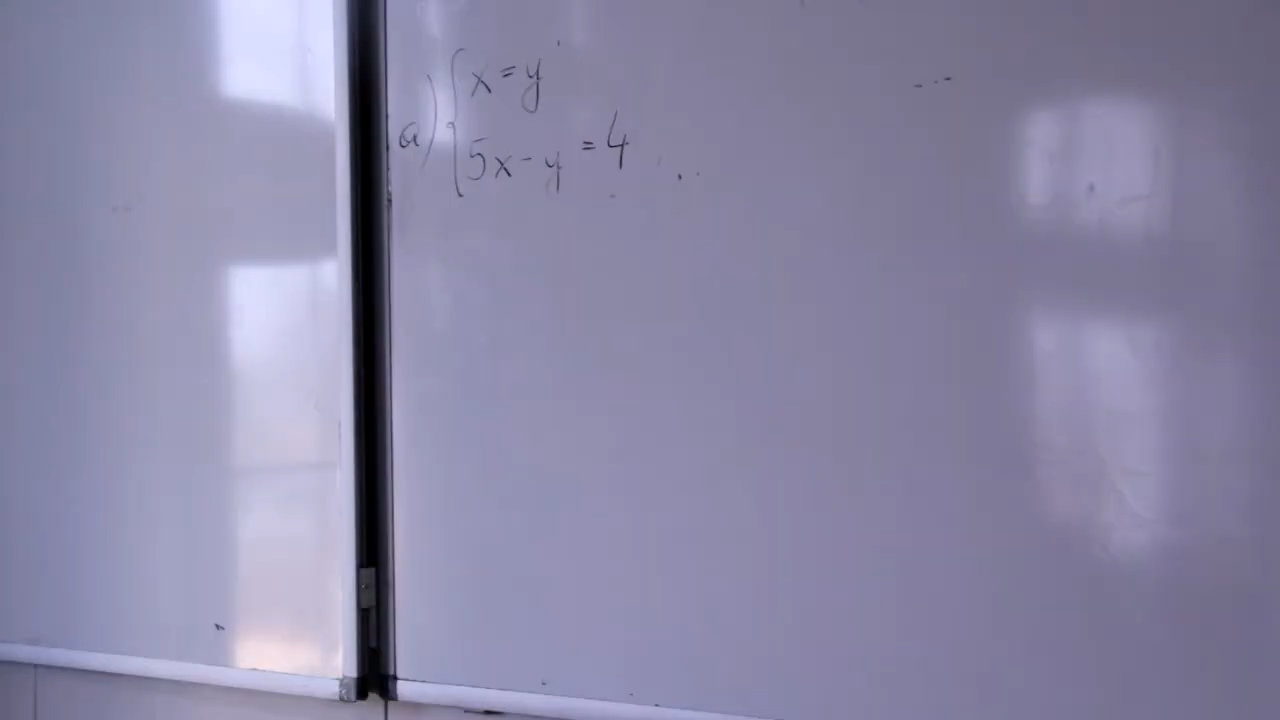 a) { x = y
5x - y = 4